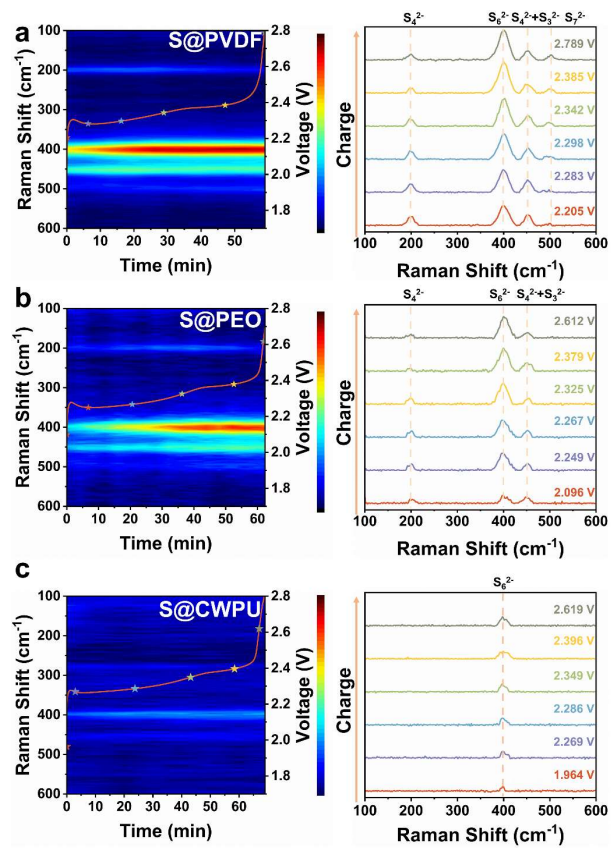 a
S@PVDF
Raman Shift (cm⁻¹)
100
200
300
400
500
600
0 10 20 30 40 50
Time (min)
2.8
2.6
2.4
2.2
2.0
1.8
Voltage (V)
Charge
S₄²⁻ S₆²⁻ S₄²⁻+S₃²⁻ S₇²⁻
2.789 V
2.385 V
2.342 V
2.298 V
2.283 V
2.205 V
100 200 300 400 500 600
Raman Shift (cm⁻¹)
b
S@PEO
Raman Shift (cm⁻¹)
100
200
300
400
500
600
0 10 20 30 40 50 60
Time (min)
2.8
2.6
2.4
2.2
2.0
1.8
Voltage (V)
Charge
S₄²⁻ S₆²⁻ S₄²⁻+S₃²⁻
2.612 V
2.379 V
2.325 V
2.267 V
2.249 V
2.096 V
100 200 300 400 500 600
Raman Shift (cm⁻¹)
c
S@CWPU
Raman Shift (cm⁻¹)
100
200
300
400
500
600
0 10 20 30 40 50 60
Time (min)
2.8
2.6
2.4
2.2
2.0
1.8
Voltage (V)
Charge
S₆²⁻
2.619 V
2.396 V
2.349 V
2.286 V
2.269 V
1.964 V
100 200 300 400 500 600
Raman Shift (cm⁻¹)